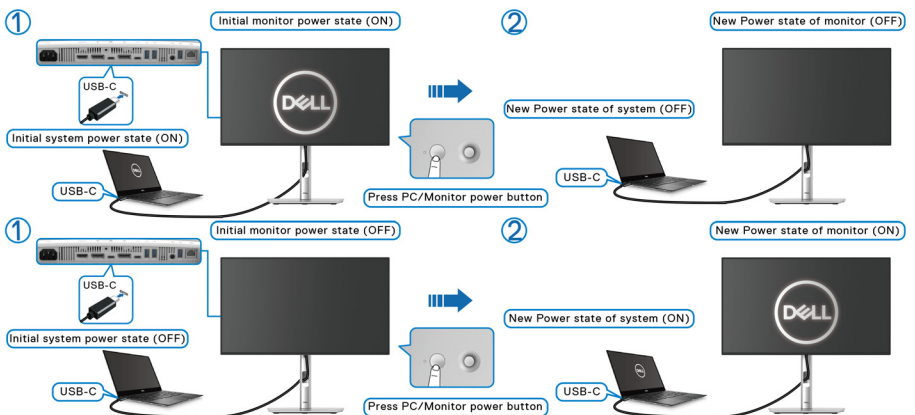 1
Initial monitor power state (ON)
2
New Power state of monitor (OFF)
DELL
USB-C
New Power state of system (OFF)
Initial system power state (ON)
DELL
USB-C
USB-C
Press PC/Monitor power button
1
Initial monitor power state (OFF)
2
New Power state of monitor (ON)
USB-C
DELL
New Power state of system (ON)
Initial system power state (OFF)
DELL
USB-C
USB-C
Press PC/Monitor power button